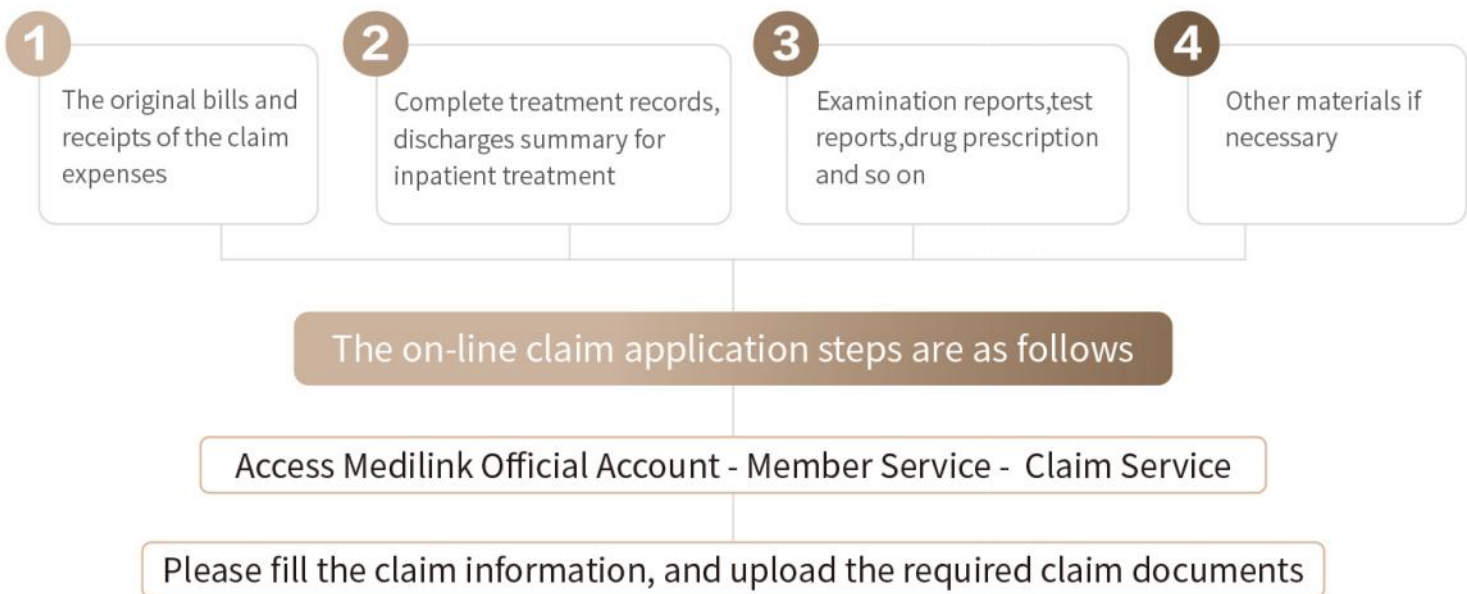 1
The original bills and
receipts of the claim
expenses
2
Complete treatment records,
discharges summary for
inpatient treatment
3
Examination reports,test
reports,drug prescription
and so on
4
Other materials if
necessary
The on-line claim application steps are as follows
Access Medilink Official Account - Member Service - Claim Service
Please fill the claim information, and upload the required claim documents